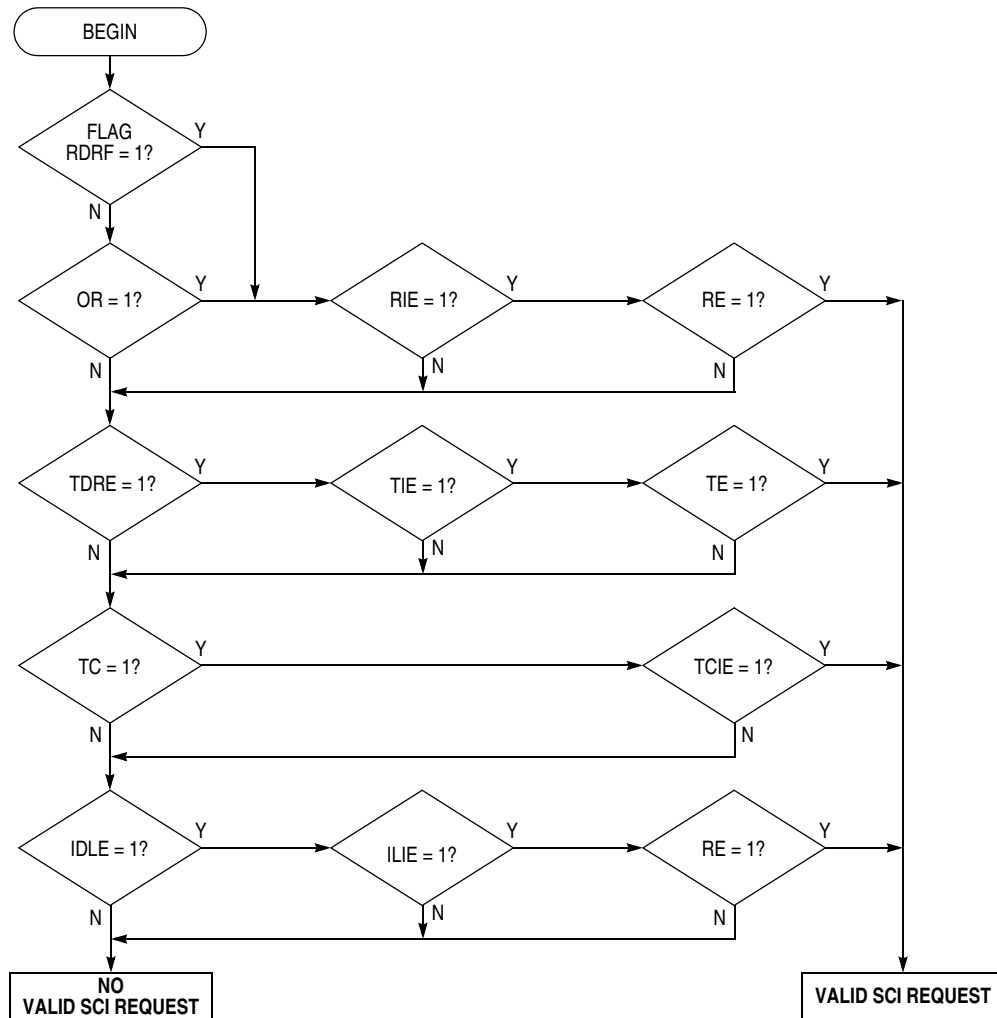 BEGIN
FLAG
RDRF = 1?
Y
N
OR = 1?
Y
RIE = 1?
Y
RE = 1?
Y
N
N
N
TDRE = 1?
Y
TIE = 1?
Y
TE = 1?
Y
N
N
N
TC = 1?
Y
TCIE = 1?
Y
N
N
IDLE = 1?
Y
ILIE = 1?
Y
RE = 1?
Y
N
N
N
NO
VALID SCI REQUEST
VALID SCI REQUEST